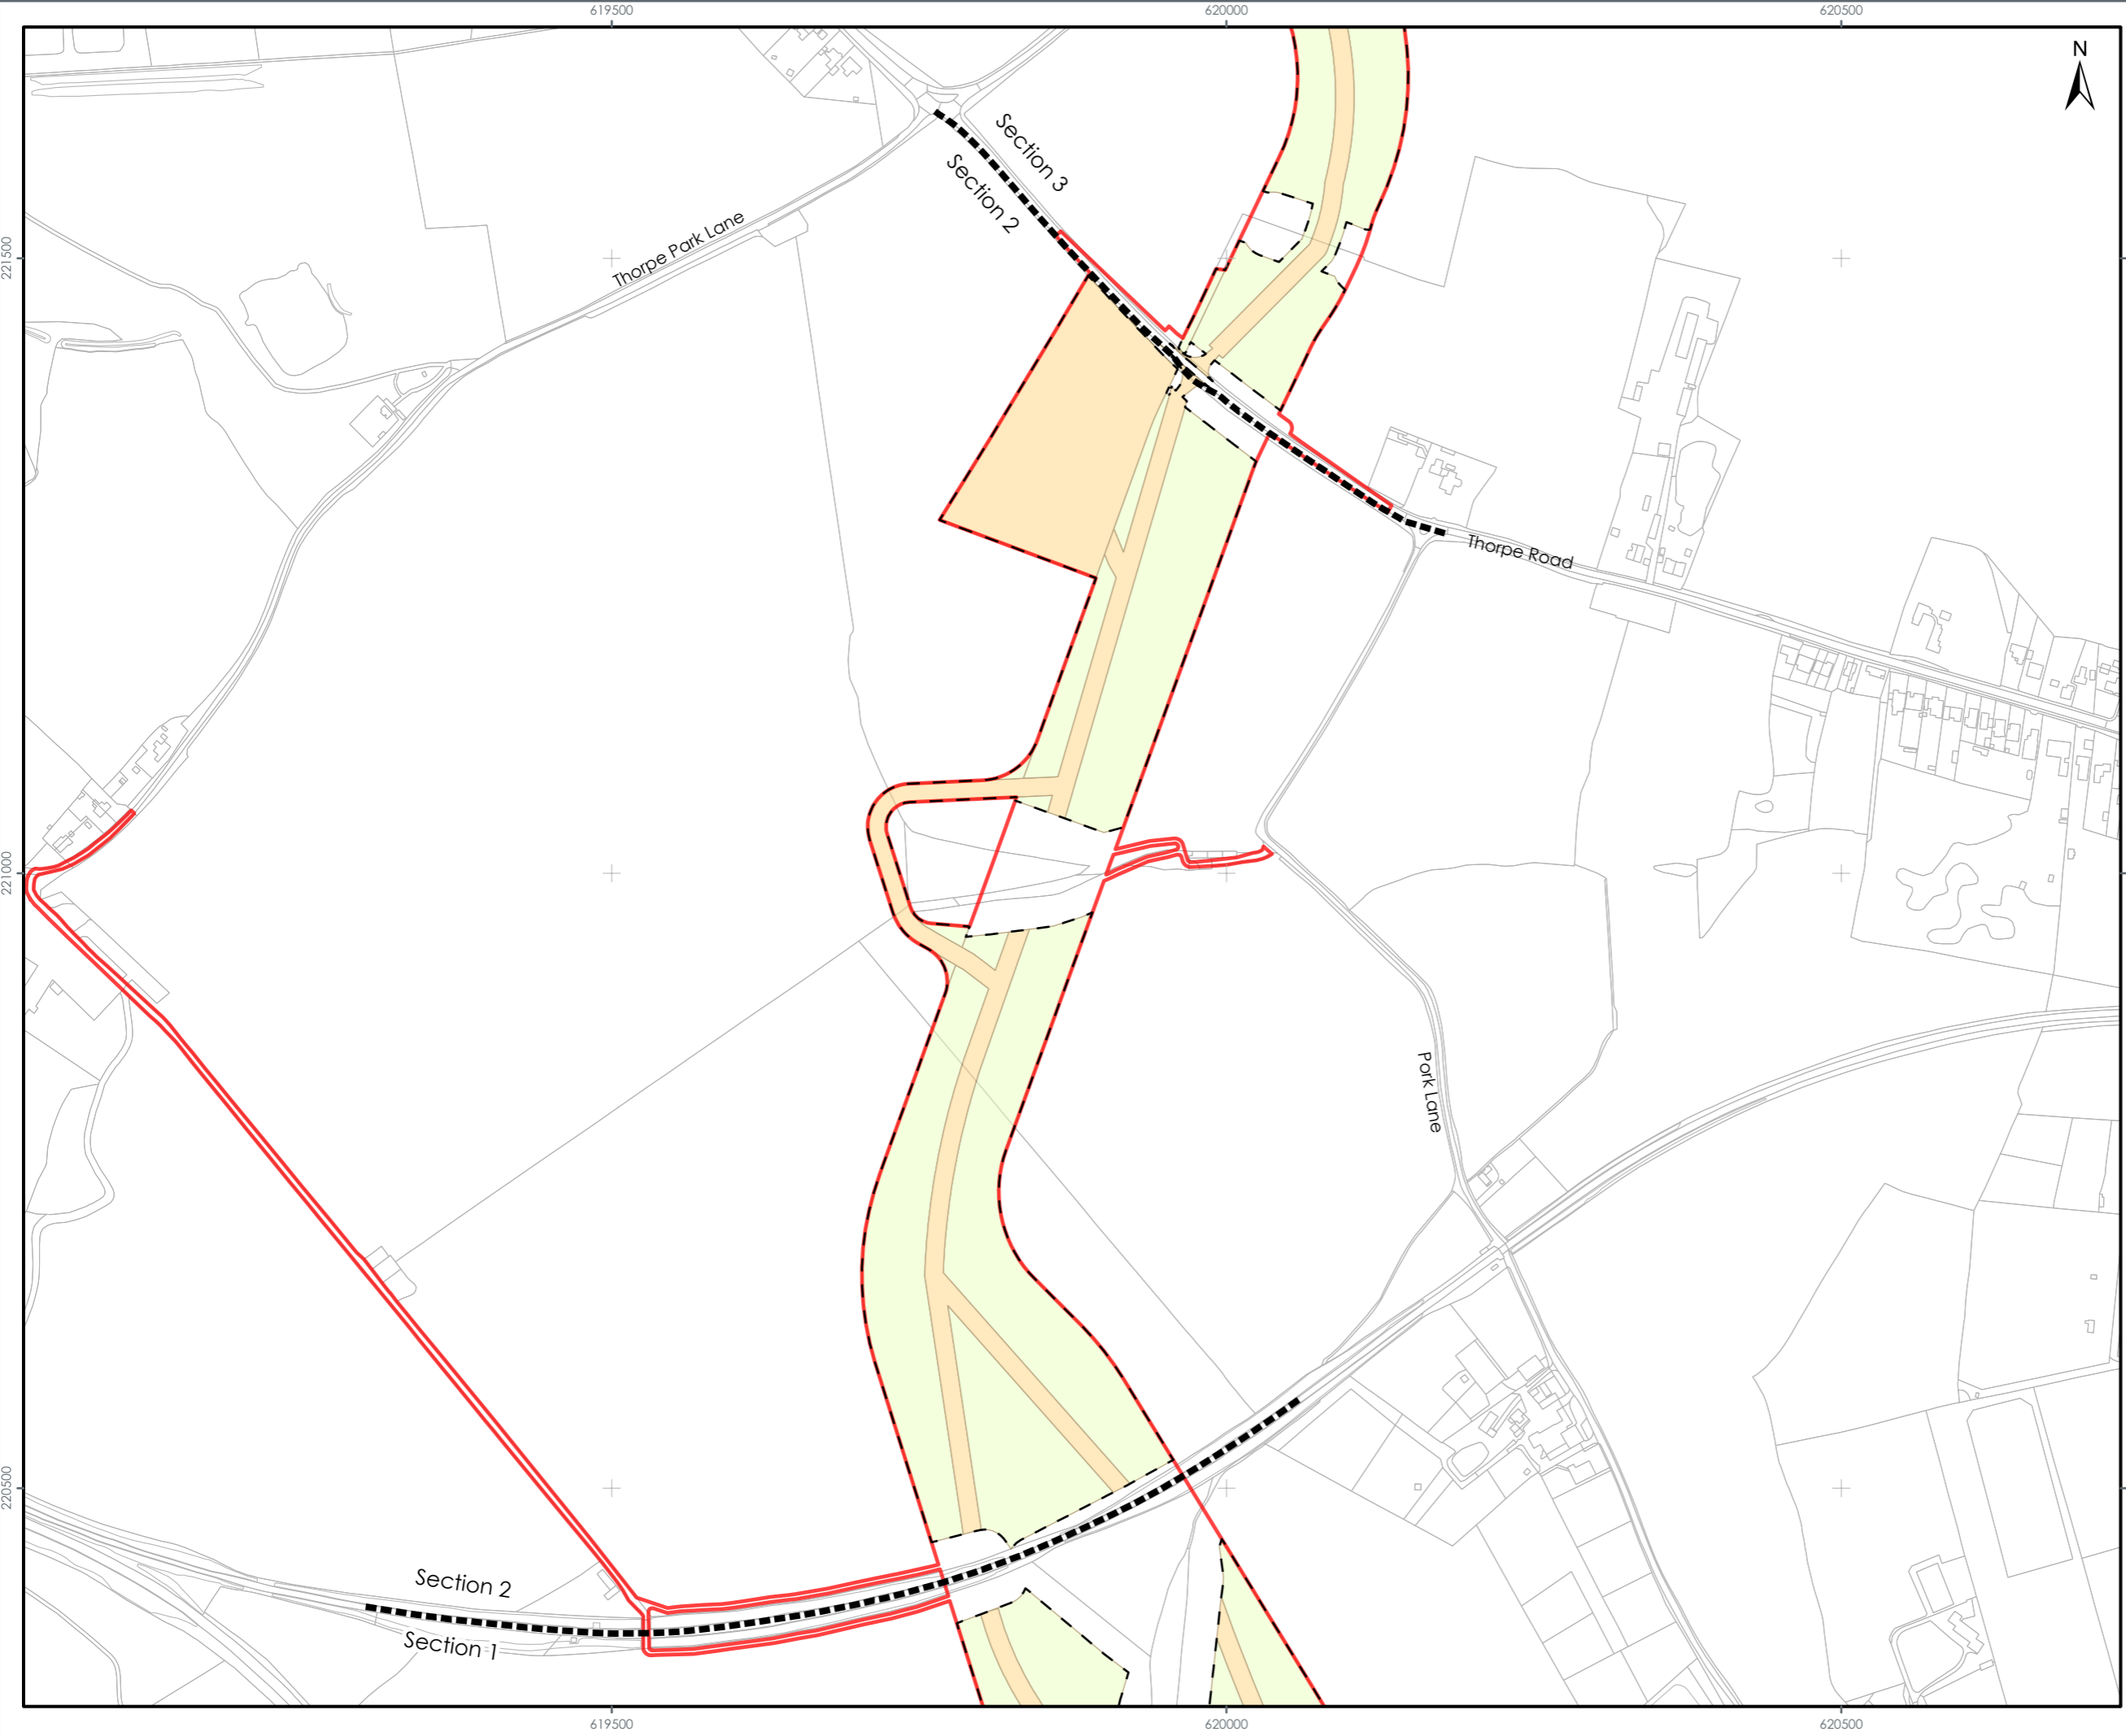 619500
620000
620500
N
Section 3
Section 2
221500
Thorpe Park Lane
Thorpe Road
221000
Park Lane
220500
Section 2
Section 1
619500
620000
620500